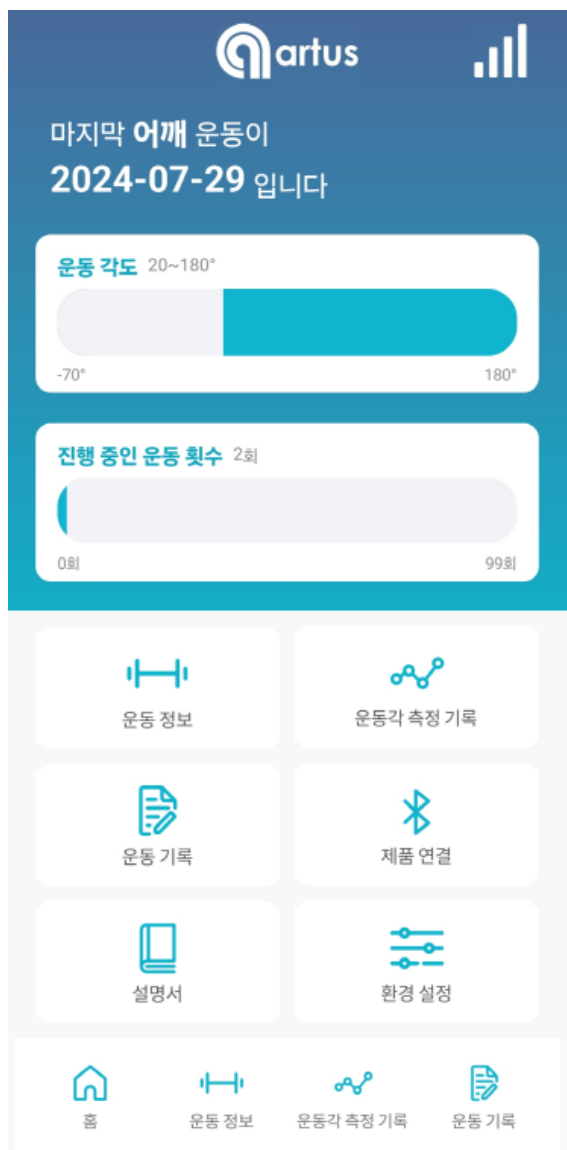 artus
마지막 어깨 운동이
2024-07-29 입니다
운동 각도 20~180°
-70° 180°
진행 중인 운동 횟수 2회
0회 99회
운동 정보 운동각 측정 기록
운동 기록 제품 연결
설명서 환경 설정
홈 운동 정보 운동각 측정 기록 운동 기록